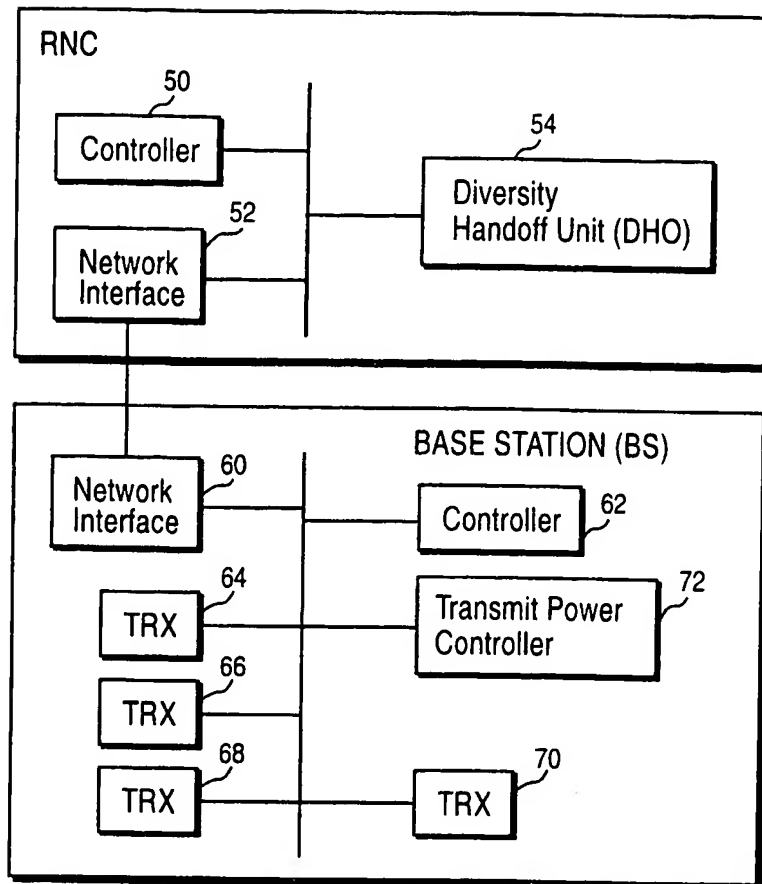 RNC
50
Controller
52
Network
Interface
54
Diversity
Handoff Unit (DHO)
BASE STATION (BS)
60
Network
Interface
Controller
62
64
TRX
72
Transmit Power
Controller
66
TRX
68
TRX
70
TRX